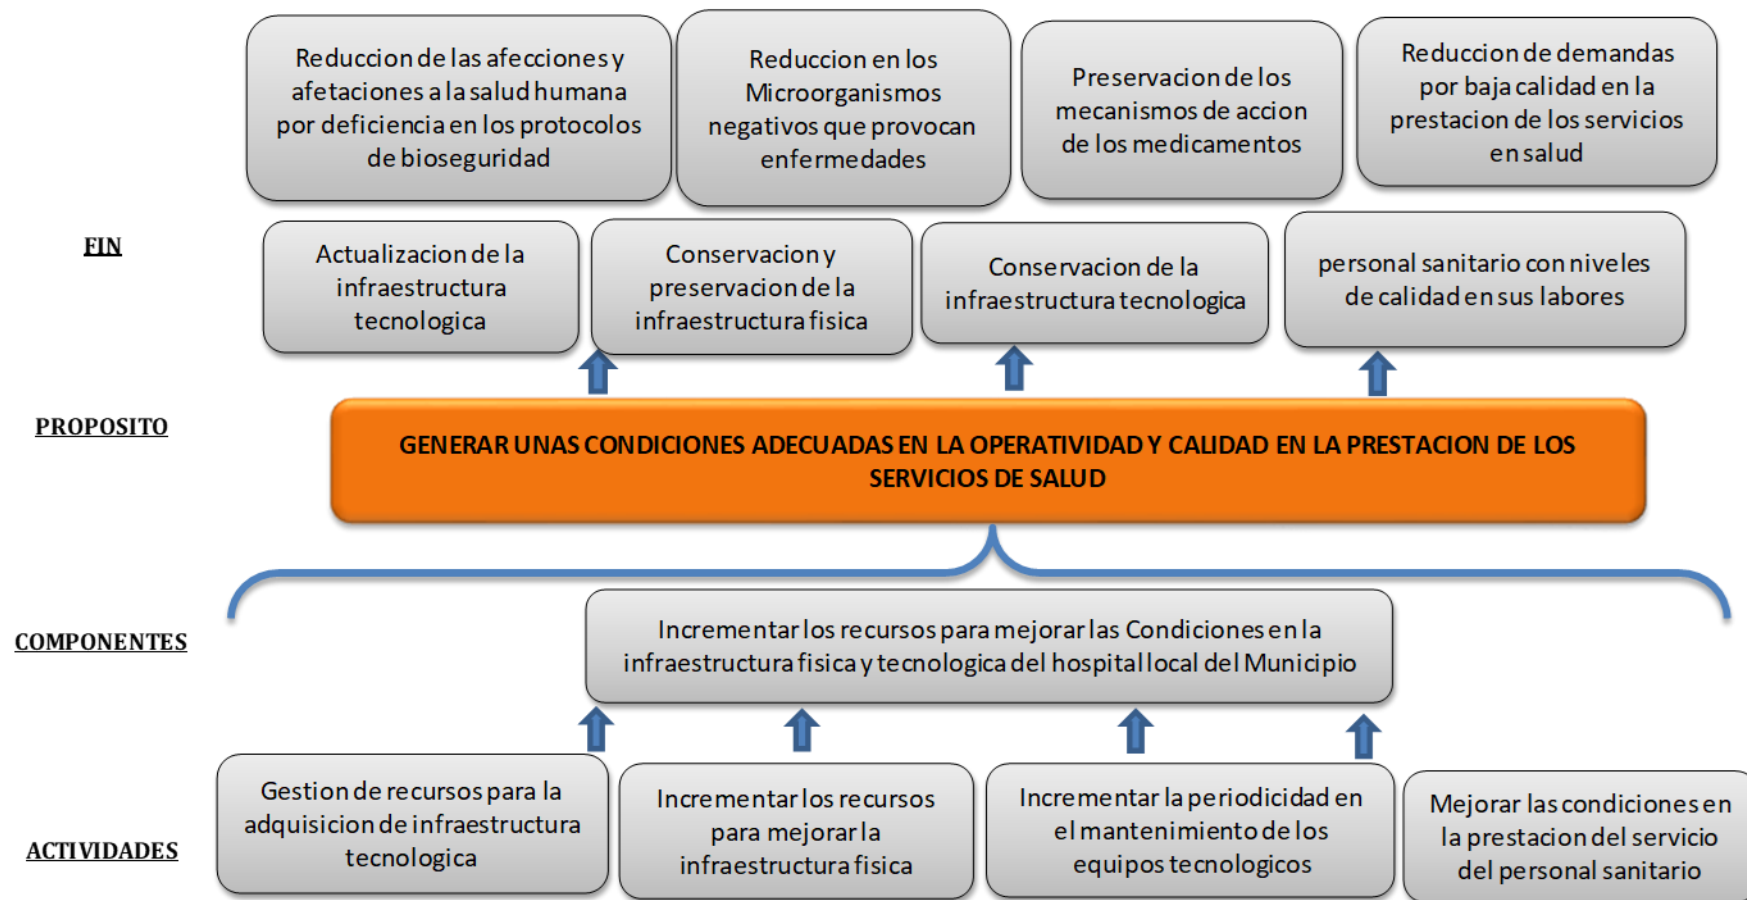 Reduccion de las afecciones y
afetaciones a la salud humana
por deficiencia en los protocolos
de bioseguridad
Reduccion en los
Microorganismos
negativos que provocan
enfermedades
Preservacion de los
mecanismos de accion
de los medicamentos
Reduccion de demandas
por baja calidad en la
prestacion de los servicios
en salud
FIN
Actualizacion de la
infraestructura
tecnologica
Conservacion y
preservacion de la
infraestructura fisica
Conservacion de la
infraestructura tecnologica
personal sanitario con niveles
de calidad en sus labores
PROPOSITO
GENERAR UNAS CONDICIONES ADECUADAS EN LA OPERATIVIDAD Y CALIDAD EN LA PRESTACION DE LOS
SERVICIOS DE SALUD
COMPONENTES
Incrementar los recursos para mejorar las Condiciones en la
infraestructura fisica y tecnologica del hospital local del Municipio
ACTIVIDADES
Gestion de recursos para la
adquisicion de infraestructura
tecnologica
Incrementar los recursos
para mejorar la
infraestructura fisica
Incrementar la periodicidad en
el mantenimiento de los
equipos tecnologicos
Mejorar las condiciones en
la prestacion del servicio
del personal sanitario